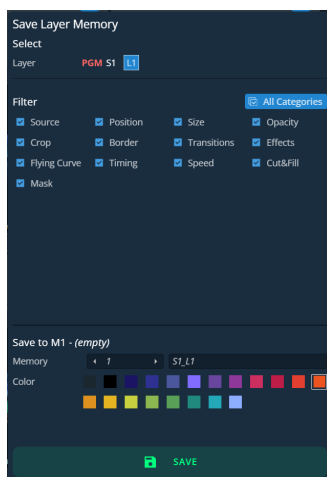 Save Layer Memory
Select
Layer PGM S1 L1
Filter All Categories
Source Position Size Opacity
Crop Border Transitions Effects
Flying Curve Timing Speed Cut&Fill
Mask
Save to M1 - (empty)
Memory 1 S1_L1
Color
SAVE